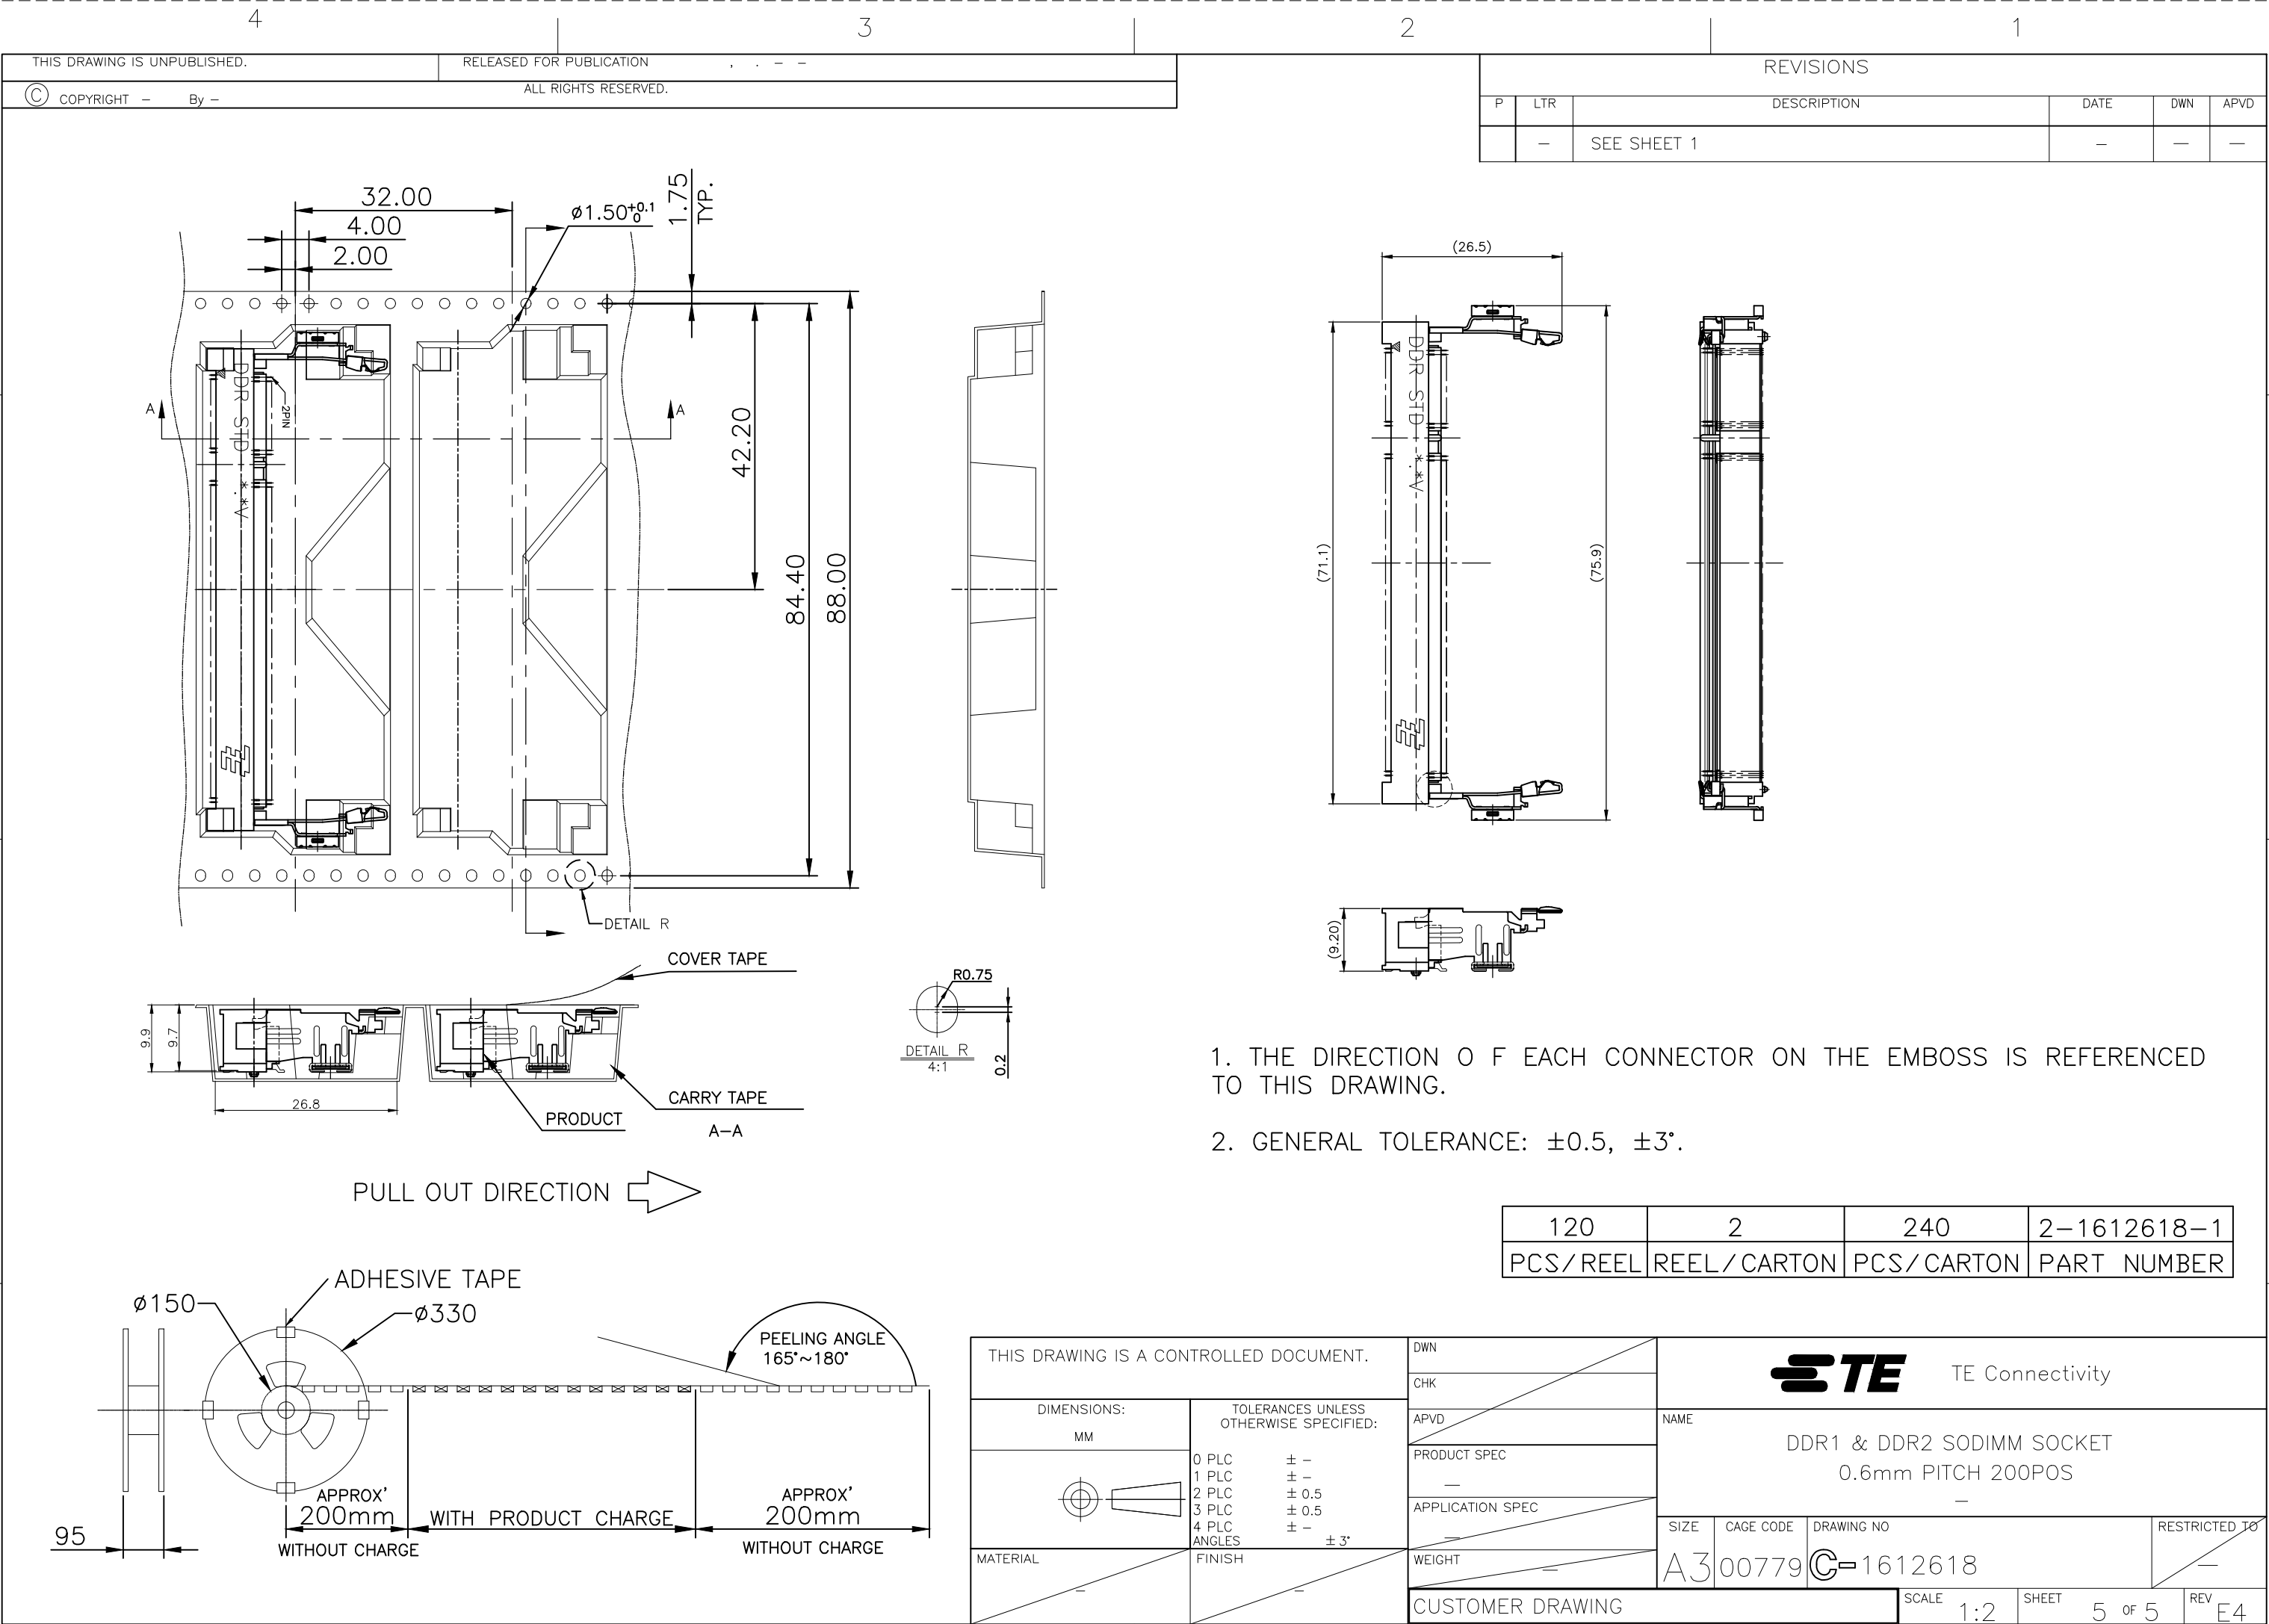 4 3 2 1
THIS DRAWING IS UNPUBLISHED.
RELEASED FOR PUBLICATION , . – –
© COPYRIGHT – By –
ALL RIGHTS RESERVED.
REVISIONS
P LTR DESCRIPTION DATE DWN APVD
– SEE SHEET 1 – – –
32.00
4.00
2.00
ø1.50 +0.1 0
1.75 TYP.
A A
2PIN
DDR STD *.**V
42.20
84.40
88.00
DETAIL R
(26.5)
DDR STD *.**V
(71.1)
(75.9)
(9.20)
COVER TAPE
9.9
9.7
26.8
PRODUCT
CARRY TAPE
A–A
R0.75
DETAIL R
4:1
0.2
1. THE DIRECTION O F EACH CONNECTOR ON THE EMBOSS IS REFERENCED
TO THIS DRAWING.
2. GENERAL TOLERANCE: ±0.5, ±3°.
PULL OUT DIRECTION
120 2 240 2–1612618–1
PCS/REEL REEL/CARTON PCS/CARTON PART NUMBER
ADHESIVE TAPE
ø150
ø330
PEELING ANGLE
165°~180°
95
APPROX'
200mm
WITHOUT CHARGE
WITH PRODUCT CHARGE
APPROX'
200mm
WITHOUT CHARGE
THIS DRAWING IS A CONTROLLED DOCUMENT.
DIMENSIONS:
MM
TOLERANCES UNLESS
OTHERWISE SPECIFIED:
0 PLC ± –
1 PLC ± –
2 PLC ± 0.5
3 PLC ± 0.5
4 PLC ± –
ANGLES ± 3°
MATERIAL –
FINISH –
DWN
CHK
APVD
PRODUCT SPEC
–
APPLICATION SPEC
–
WEIGHT –
CUSTOMER DRAWING
TE TE Connectivity
NAME
DDR1 & DDR2 SODIMM SOCKET
0.6mm PITCH 200POS
–
SIZE CAGE CODE DRAWING NO RESTRICTED TO
A3 00779 C–1612618 –
SCALE 1:2 SHEET 5 OF 5 REV E4